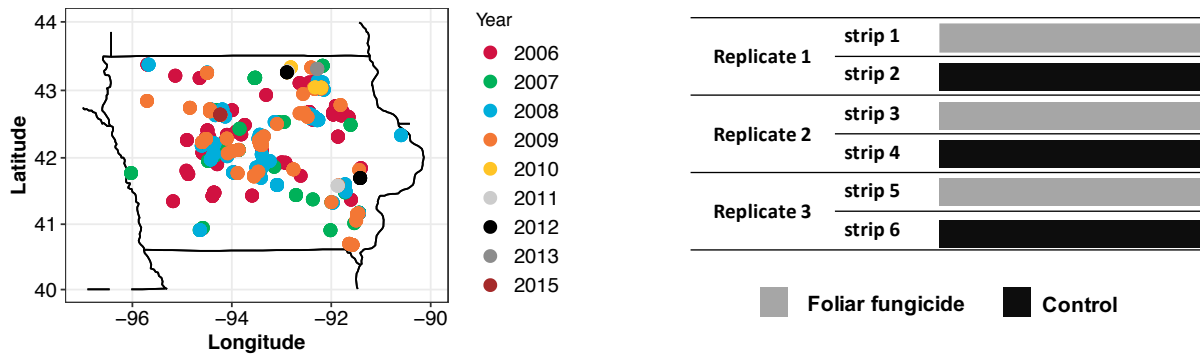 44
43
42
41
40
Latitude
−96
−94
−92
−90
Longitude
Year
2006
2007
2008
2009
2010
2011
2012
2013
2015
Replicate 1
strip 1
strip 2
Replicate 2
strip 3
strip 4
Replicate 3
strip 5
strip 6
Foliar fungicide
Control